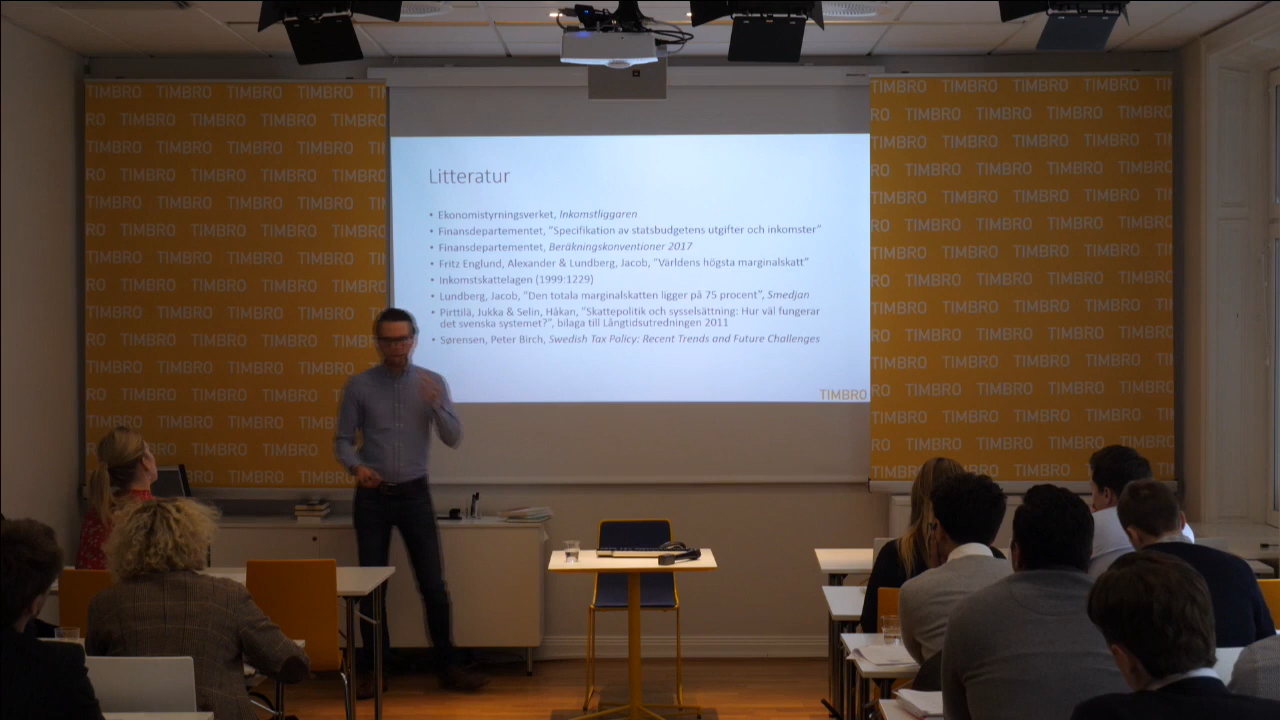 TIMBRO TIMBRO TIMBRO TIMBRO
Litteratur
• Ekonomistyrningsverket, Inkomstliggaren
• Finansdepartementet, "Specifikation av statsbudgetens utgifter och inkomster"
• Finansdepartementet, Beräkningskonventioner 2017
• Fritz Englund, Alexander & Lundberg, Jacob, "Världens högsta marginalskatt"
• Inkomstskattelagen (1999:1229)
• Lundberg, Jacob, "Den totala marginalskatten ligger på 75 procent", Smedjan
• Pirttilä, Jukka & Selin, Håkan, "Skattepolitik och sysselsättning: Hur väl fungerar
det svenska systemet?", bilaga till Långtidsutredningen 2011
• Sørensen, Peter Birch, Swedish Tax Policy: Recent Trends and Future Challenges
TIMBRO